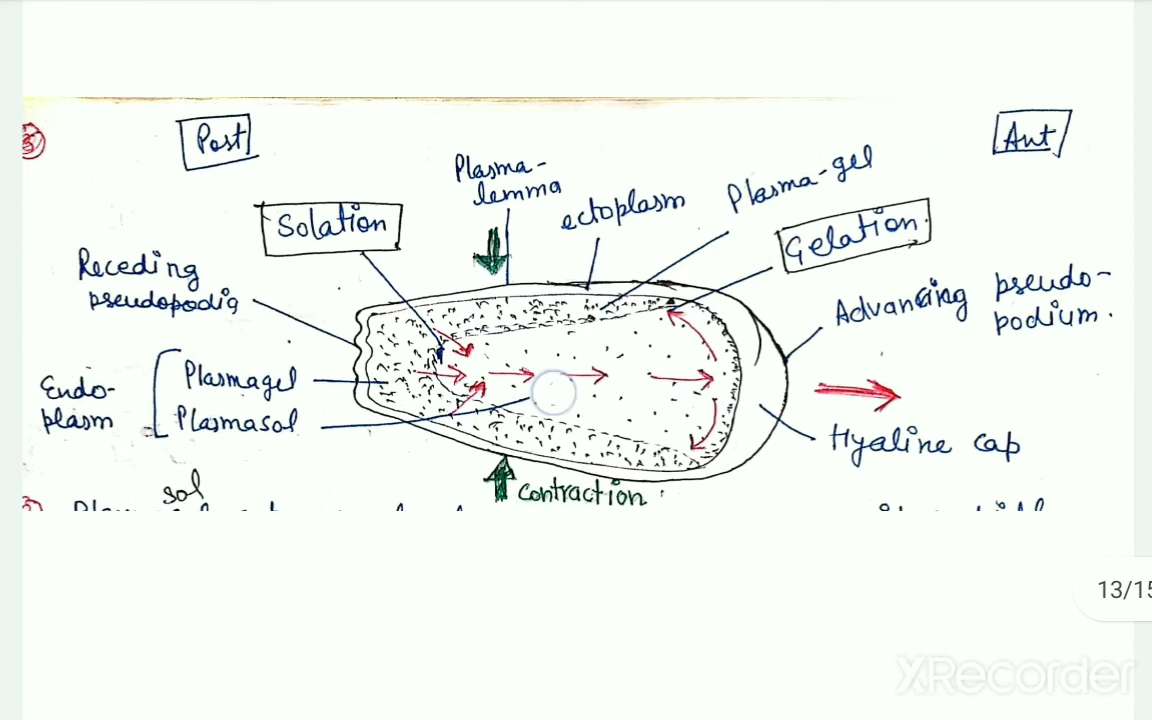 Post
Ant
Plasma-
lemma
ectoplasm
Plasma-gel
Solation
Gelation.
Receding
pseudopodia
Advancing pseudo-
podium.
Endo-
plasm
Plasmagel
Plasmasol
Hyaline cap
contraction
sol
13/15
XRecorder